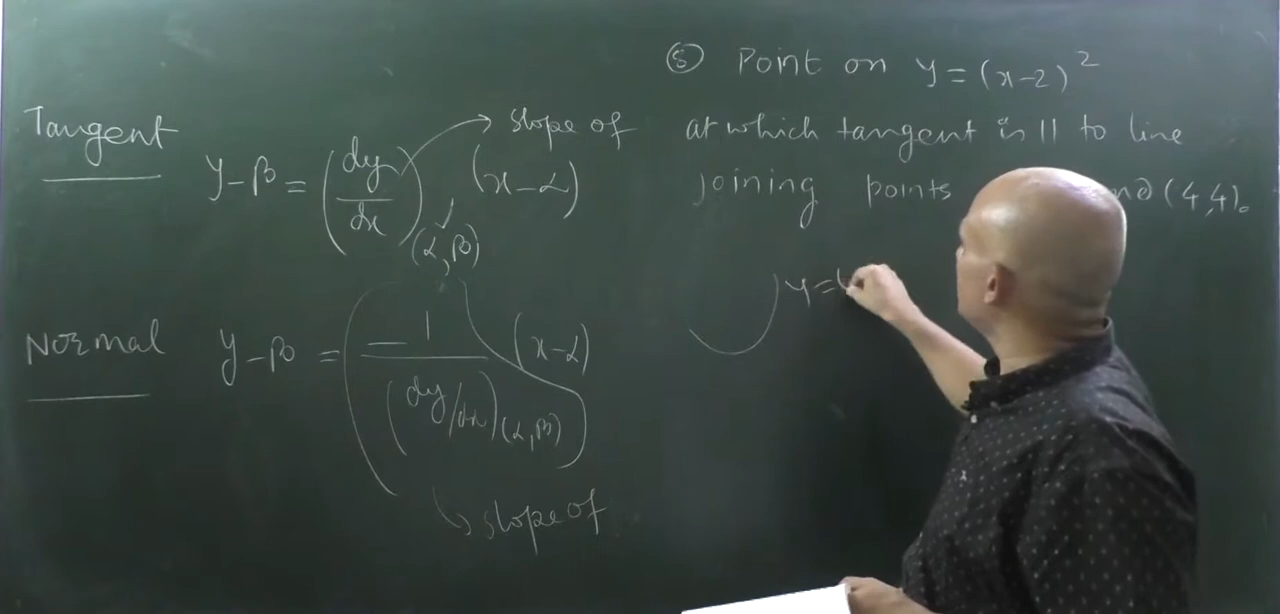 Tangent
y-β = (dy/dx)(α, β) (x-α)
slope of
Normal
y-β = -1/(dy/dx)(α, β) (x-α)
slope of
⑤ Point on y = (x-2)²
at which tangent is || to line
joining points (4,4).
y =